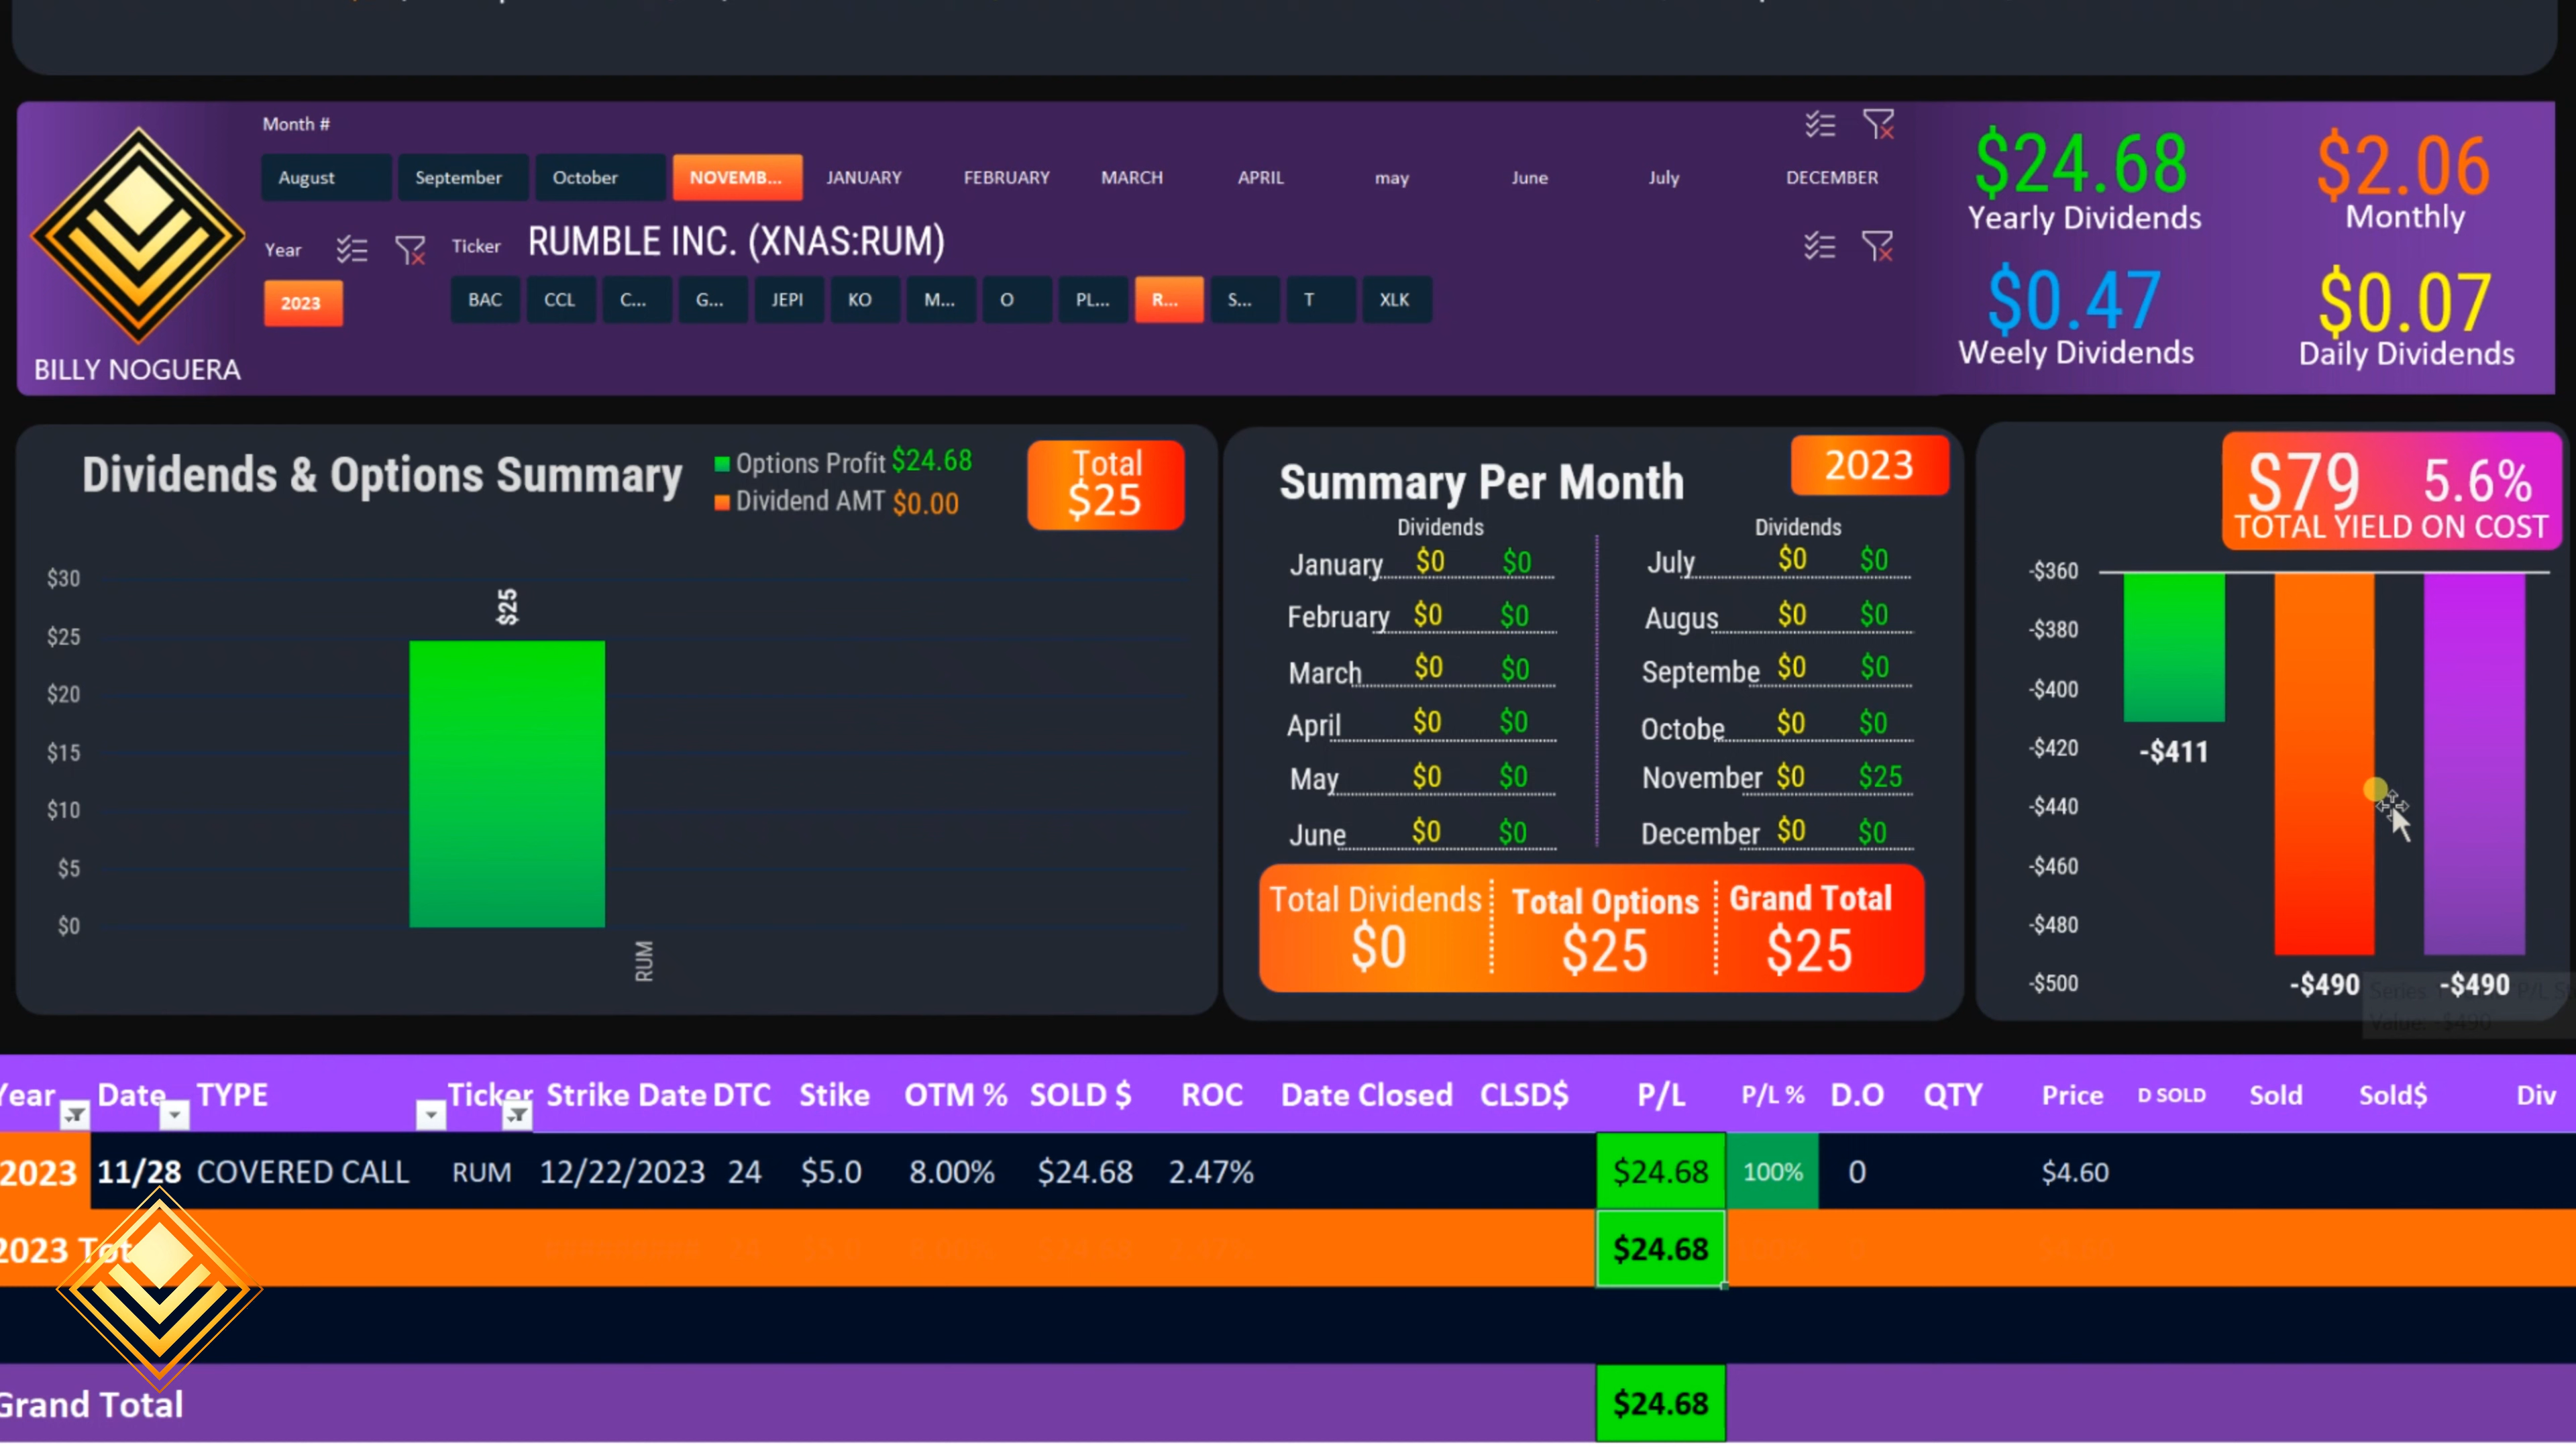 Month #
August September October NOVEMB... JANUARY FEBRUARY MARCH APRIL may June July DECEMBER
Year Ticker RUMBLE INC. (XNAS:RUM)
2023 BAC CCL C... G... JEPI KO M... O PL... R... S... T XLK
BILLY NOGUERA
$24.68 $2.06
Yearly Dividends Monthly
$0.47 $0.07
Weely Dividends Daily Dividends
Dividends & Options Summary
Options Profit $24.68
Dividend AMT $0.00
Total
$25
$30
$25
$20
$15
$10
$5
$0
$25
RUM
Summary Per Month 2023
Dividends Dividends
January $0 $0 July $0 $0
February $0 $0 Augus $0 $0
March $0 $0 Septembe $0 $0
April $0 $0 Octobe $0 $0
May $0 $0 November $0 $25
June $0 $0 December $0 $0
Total Dividends Total Options Grand Total
$0 $25 $25
$79 5.6%
TOTAL YIELD ON COST
-$360
-$380
-$400
-$420
-$440
-$460
-$480
-$500
-$411
-$490 -$490
Series
Value: -$490
Year Date TYPE Ticker Strike Date DTC Stike OTM % SOLD $ ROC Date Closed CLSD$ P/L P/L % D.O QTY Price D SOLD Sold Sold$ Div
2023 11/28 COVERED CALL RUM 12/22/2023 24 $5.0 8.00% $24.68 2.47% $24.68 100% 0 $4.60
2023 Tot $24.68
Grand Total $24.68